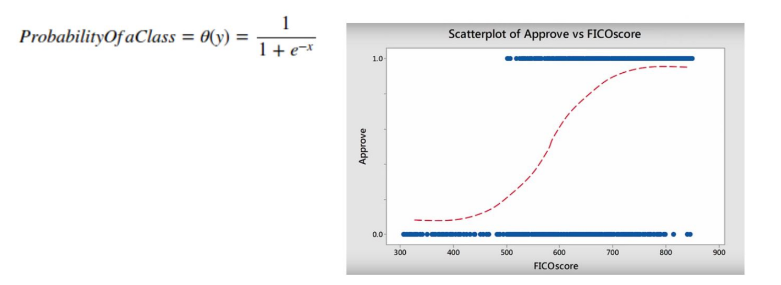 ProbabilityOfaClass = θ(y) = 1 / 1 + e^{-x}
Scatterplot of Approve vs FICOscore
1.0
Approve
0.0
300 400 500 600 700 800 900
FICOscore